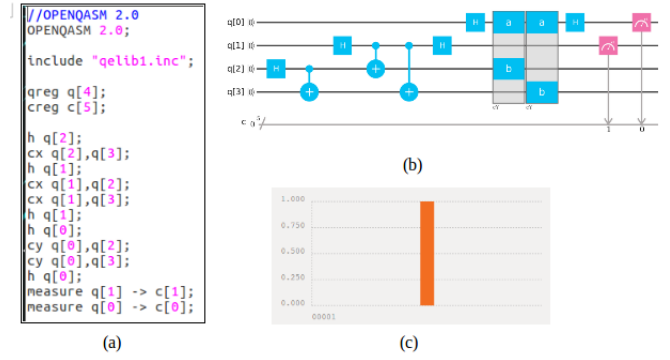 //OPENQASM 2.0
OPENQASM 2.0;
include "qelib1.inc";
qreg q[4];
creg c[5];
h q[2];
cx q[2],q[3];
h q[1];
cx q[1],q[2];
cx q[1],q[3];
h q[1];
h q[0];
cy q[0],q[2];
cy q[0],q[3];
h q[0];
measure q[1] -> c[1];
measure q[0] -> c[0];
(a)
q[0] H a a H
q[1] H H
q[2] H b
q[3] b
cY cY
c 0 5 1 0
(b)
1.000
0.750
0.500
0.250
0.000
00001
(c)